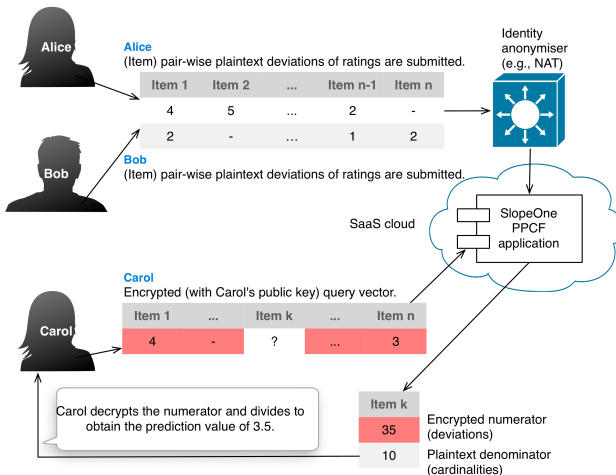 Alice
Alice
(Item) pair-wise plaintext deviations of ratings are submitted.
Item 1 Item 2 ... Item n-1 Item n
4 5 ... 2 -
2 - ... 1 2
Bob
Bob
(Item) pair-wise plaintext deviations of ratings are submitted.
Identity
anonymiser
(e.g., NAT)
SaaS cloud
SlopeOne
PPCF
application
Carol
Encrypted (with Carol's public key) query vector.
Item 1 ... Item k ... Item n
4 - ? ... 3
Carol
Carol decrypts the numerator and divides to
obtain the prediction value of 3.5.
Item k
35
10
Encrypted numerator
(deviations)
Plaintext denominator
(cardinalities)